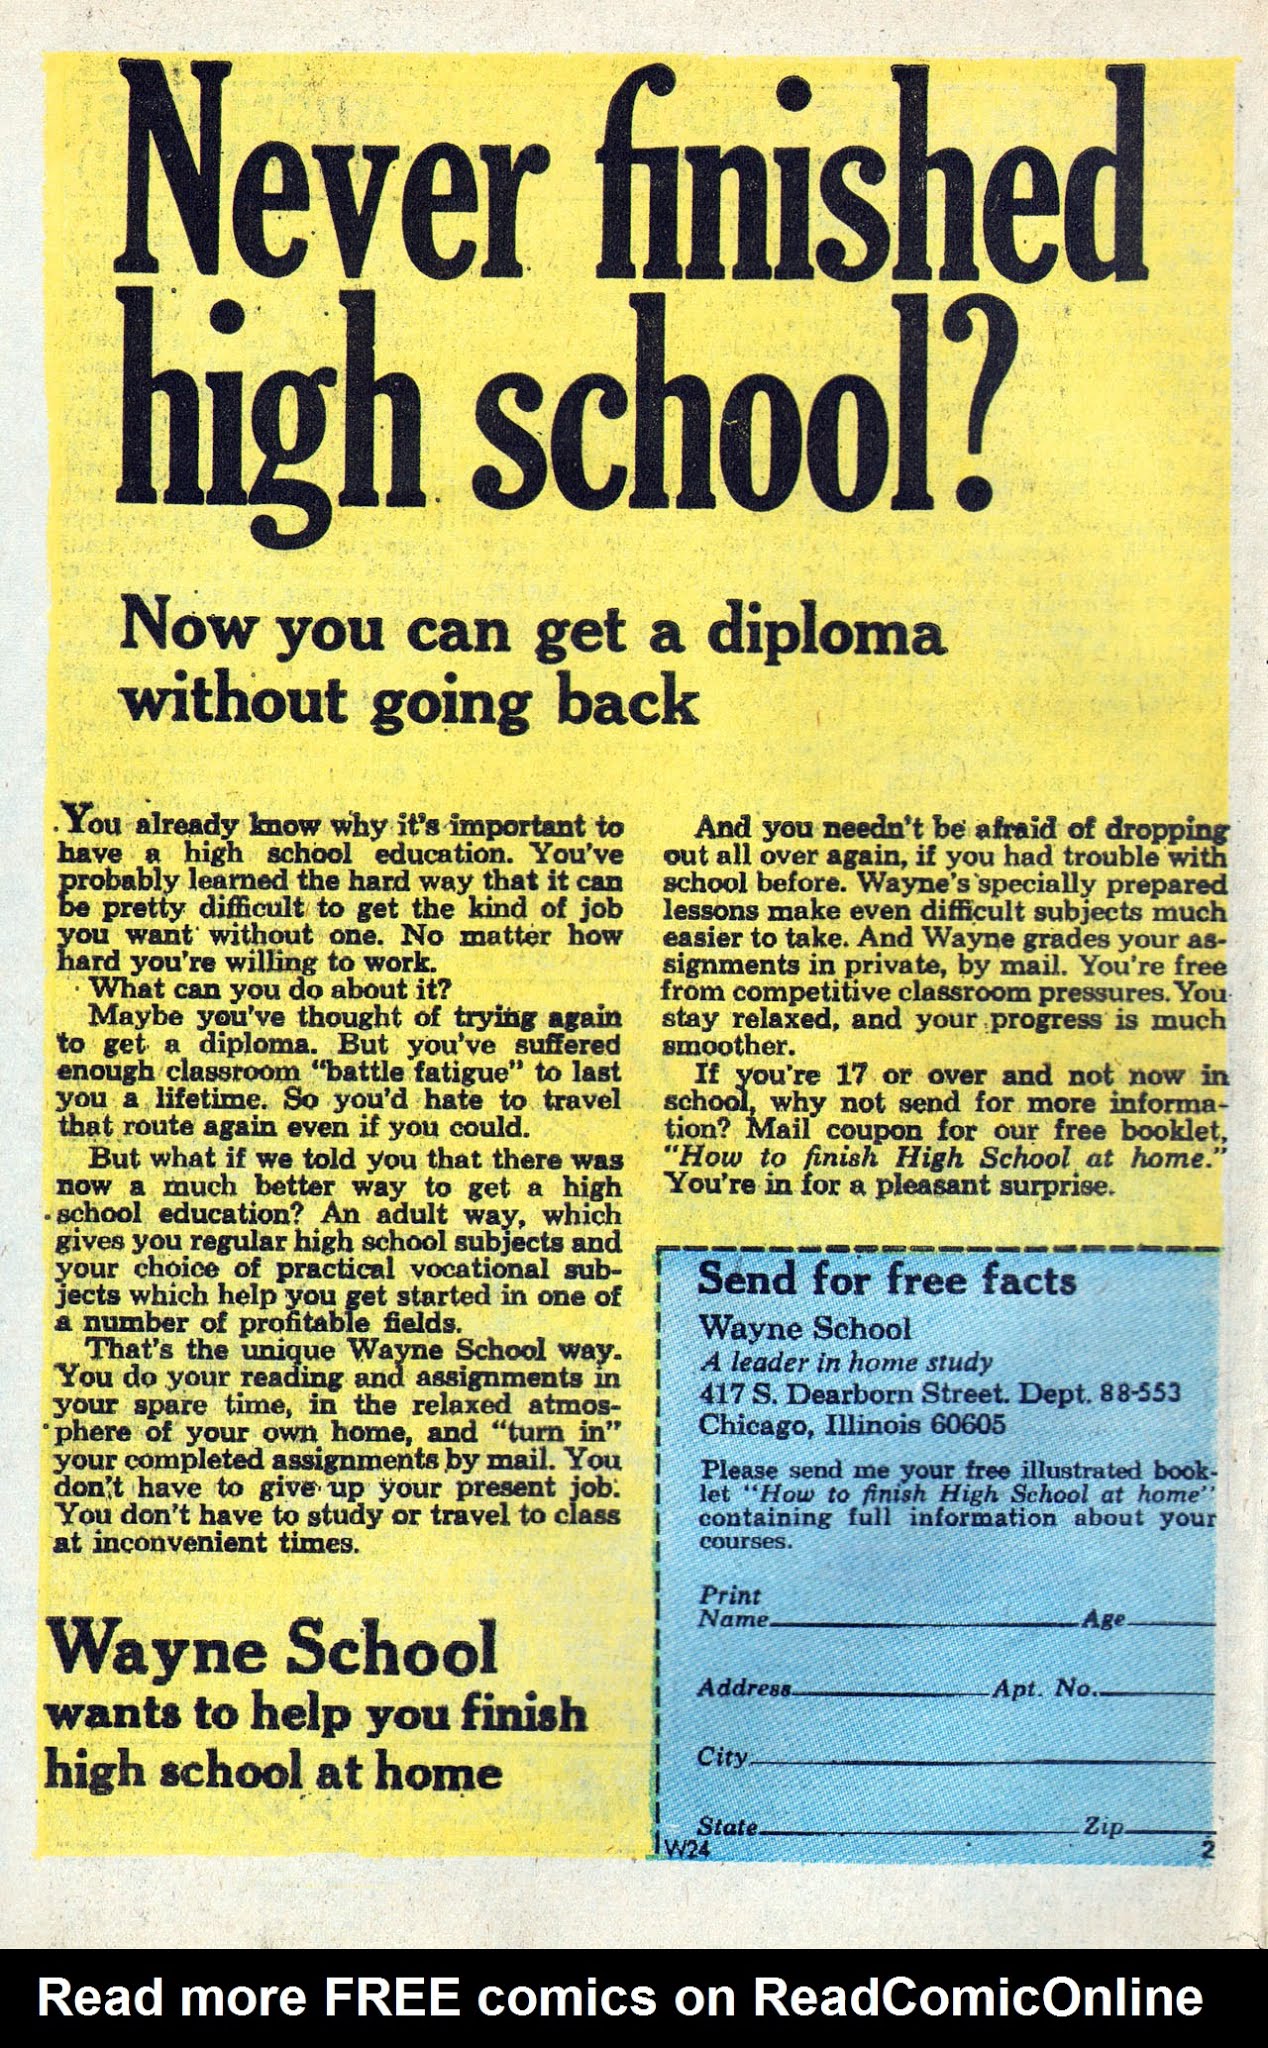 Never finished
high school?
Now you can get a diploma
without going back
You already know why it's important to
have a high school education. You've
probably learned the hard way that it can
be pretty difficult to get the kind of job
you want without one. No matter how
hard you're willing to work.
What can you do about it?
Maybe you've thought of trying again
to get a diploma. But you've suffered
enough classroom "battle fatigue" to last
you a lifetime. So you'd hate to travel
that route again even if you could.
But what if we told you that there was
now a much better way to get a high
school education? An adult way, which
gives you regular high school subjects and
your choice of practical vocational sub-
jects which help you get started in one of
a number of profitable fields.
That's the unique Wayne School way.
You do your reading and assignments in
your spare time, in the relaxed atmos-
phere of your own home, and "turn in"
your completed assignments by mail. You
don't have to give up your present job.
You don't have to study or travel to class
at inconvenient times.
Wayne School
wants to help you finish
high school at home
And you needn't be afraid of dropping
out all over again, if you had trouble with
school before. Wayne's specially prepared
lessons make even difficult subjects much
easier to take. And Wayne grades your as-
signments in private, by mail. You're free
from competitive classroom pressures. You
stay relaxed, and your progress is much
smoother.
If you're 17 or over and not now in
school, why not send for more informa-
tion? Mail coupon for our free booklet,
"How to finish High School at home."
You're in for a pleasant surprise.
Send for free facts
Wayne School
A leader in home study
417 S. Dearborn Street. Dept. 88-553
Chicago, Illinois 60605
Please send me your free illustrated book-
let "How to finish High School at home"
containing full information about your
courses.
Print
Name Age
Address Apt. No.
City
State Zip
W24 2
Read more FREE comics on ReadComicOnline